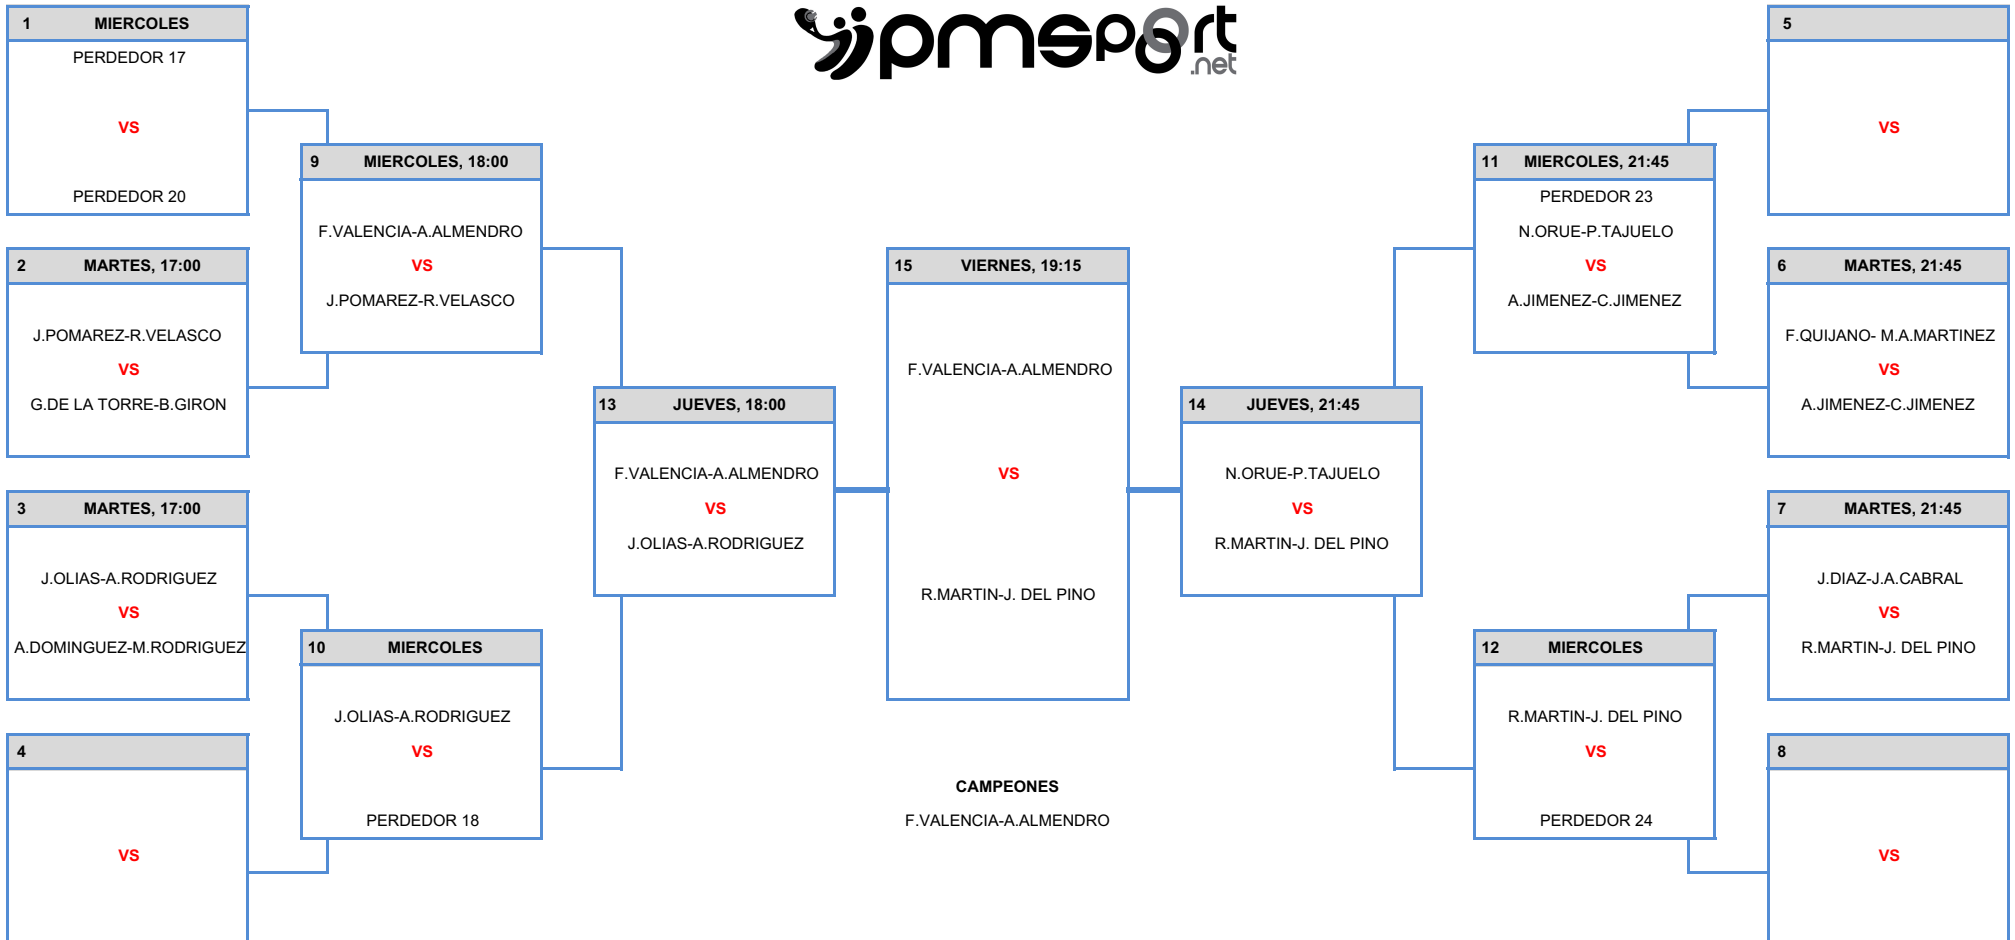 jpmsport
.net
1 MIERCOLES
PERDEDOR 17
VS
PERDEDOR 20
2 MARTES, 17:00
J.POMAREZ-R.VELASCO
VS
G.DE LA TORRE-B.GIRON
3 MARTES, 17:00
J.OLIAS-A.RODRIGUEZ
VS
A.DOMINGUEZ-M.RODRIGUEZ
4
VS
9 MIERCOLES, 18:00
F.VALENCIA-A.ALMENDRO
VS
J.POMAREZ-R.VELASCO
10 MIERCOLES
J.OLIAS-A.RODRIGUEZ
VS
PERDEDOR 18
13 JUEVES, 18:00
F.VALENCIA-A.ALMENDRO
VS
J.OLIAS-A.RODRIGUEZ
15 VIERNES, 19:15
F.VALENCIA-A.ALMENDRO
VS
R.MARTIN-J. DEL PINO
CAMPEONES
F.VALENCIA-A.ALMENDRO
14 JUEVES, 21:45
N.ORUE-P.TAJUELO
VS
R.MARTIN-J. DEL PINO
11 MIERCOLES, 21:45
PERDEDOR 23
N.ORUE-P.TAJUELO
VS
A.JIMENEZ-C.JIMENEZ
12 MIERCOLES
R.MARTIN-J. DEL PINO
VS
PERDEDOR 24
5
VS
6 MARTES, 21:45
F.QUIJANO- M.A.MARTINEZ
VS
A.JIMENEZ-C.JIMENEZ
7 MARTES, 21:45
J.DIAZ-J.A.CABRAL
VS
R.MARTIN-J. DEL PINO
8
VS